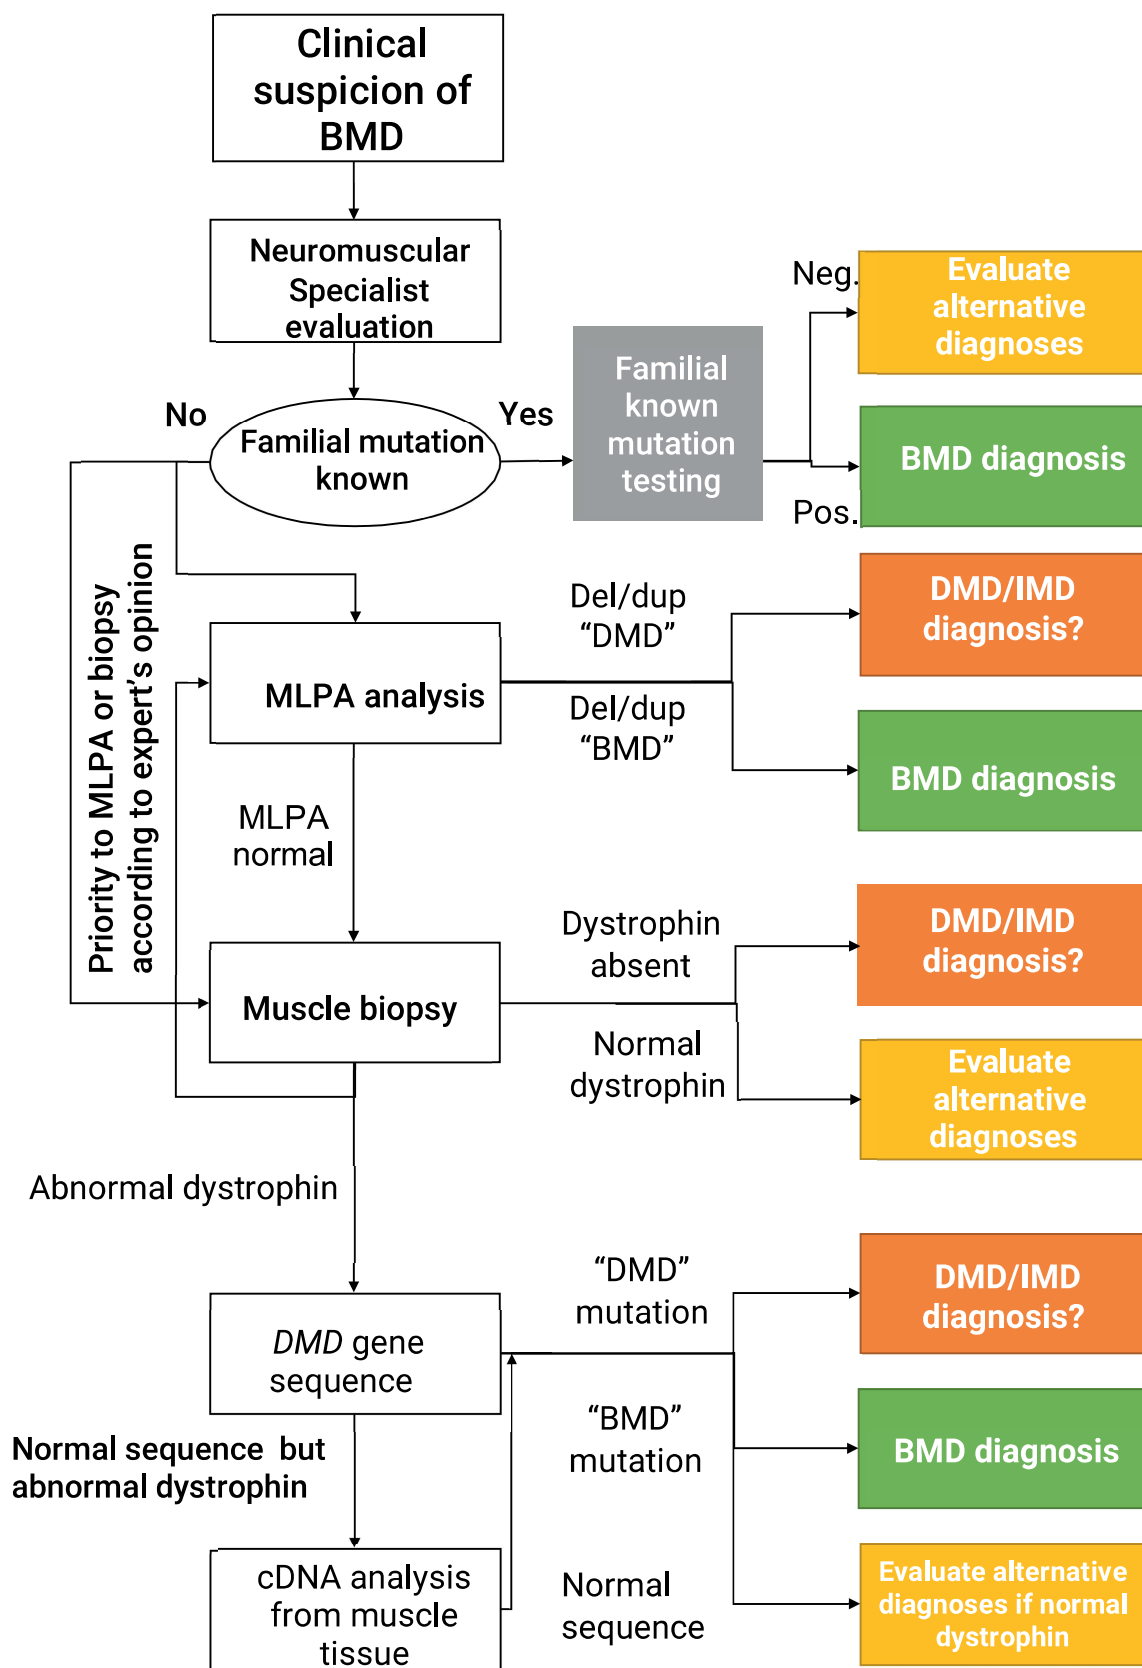 Clinical
suspicion of
BMD
Neuromuscular
Specialist
evaluation
No
Familial mutation
known
Yes
Familial
known
mutation
testing
Neg.
Evaluate
alternative
diagnoses
BMD diagnosis
Pos.
Priority to MLPA or biopsy
according to expert's opinion
MLPA analysis
Del/dup
“DMD”
DMD/IMD
diagnosis?
Del/dup
“BMD”
BMD diagnosis
MLPA
normal
Muscle biopsy
Dystrophin
absent
DMD/IMD
diagnosis?
Normal
dystrophin
Evaluate
alternative
diagnoses
Abnormal dystrophin
DMD gene
sequence
“DMD”
mutation
DMD/IMD
diagnosis?
“BMD”
mutation
BMD diagnosis
Normal sequence but
abnormal dystrophin
cDNA analysis
from muscle
tissue
Normal
sequence
Evaluate alternative
diagnoses if normal
dystrophin